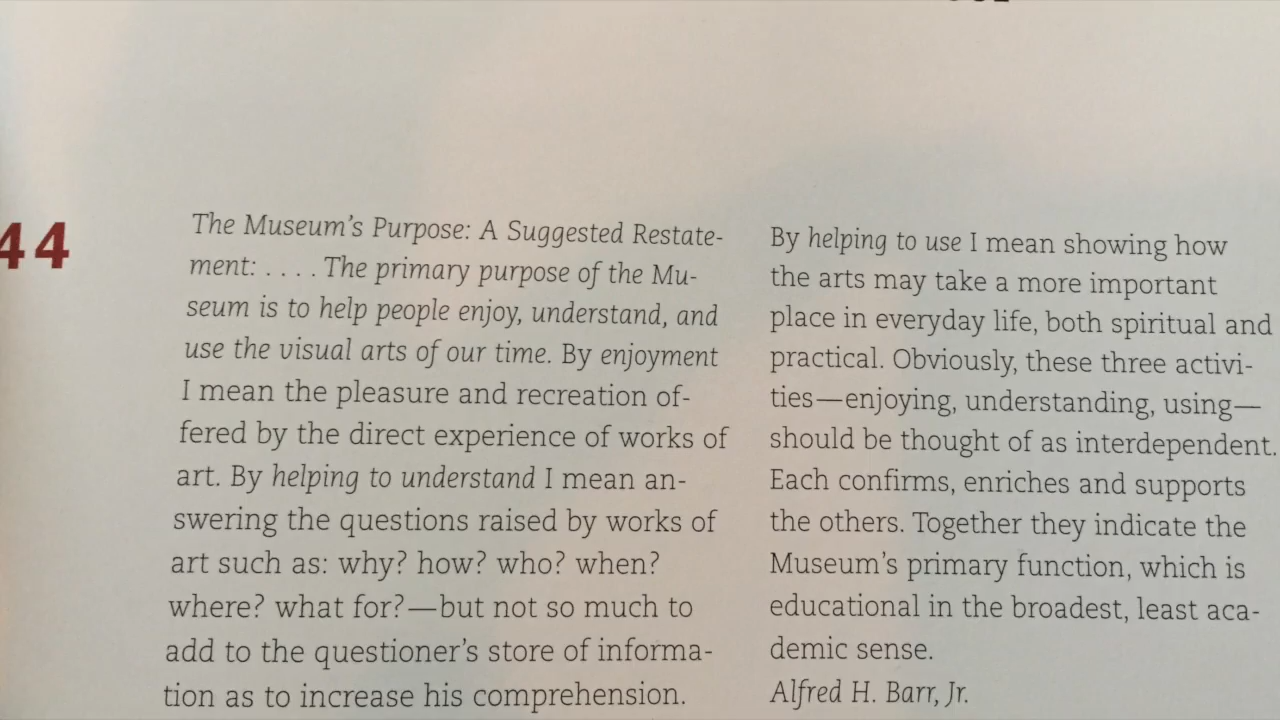 44
The Museum's Purpose: A Suggested Restate-
ment: . . . . The primary purpose of the Mu-
seum is to help people enjoy, understand, and
use the visual arts of our time. By enjoyment
I mean the pleasure and recreation of-
fered by the direct experience of works of
art. By helping to understand I mean an-
swering the questions raised by works of
art such as: why? how? who? when?
where? what for?—but not so much to
add to the questioner's store of informa-
tion as to increase his comprehension.
By helping to use I mean showing how
the arts may take a more important
place in everyday life, both spiritual and
practical. Obviously, these three activi-
ties—enjoying, understanding, using—
should be thought of as interdependent.
Each confirms, enriches and supports
the others. Together they indicate the
Museum's primary function, which is
educational in the broadest, least aca-
demic sense.
Alfred H. Barr, Jr.